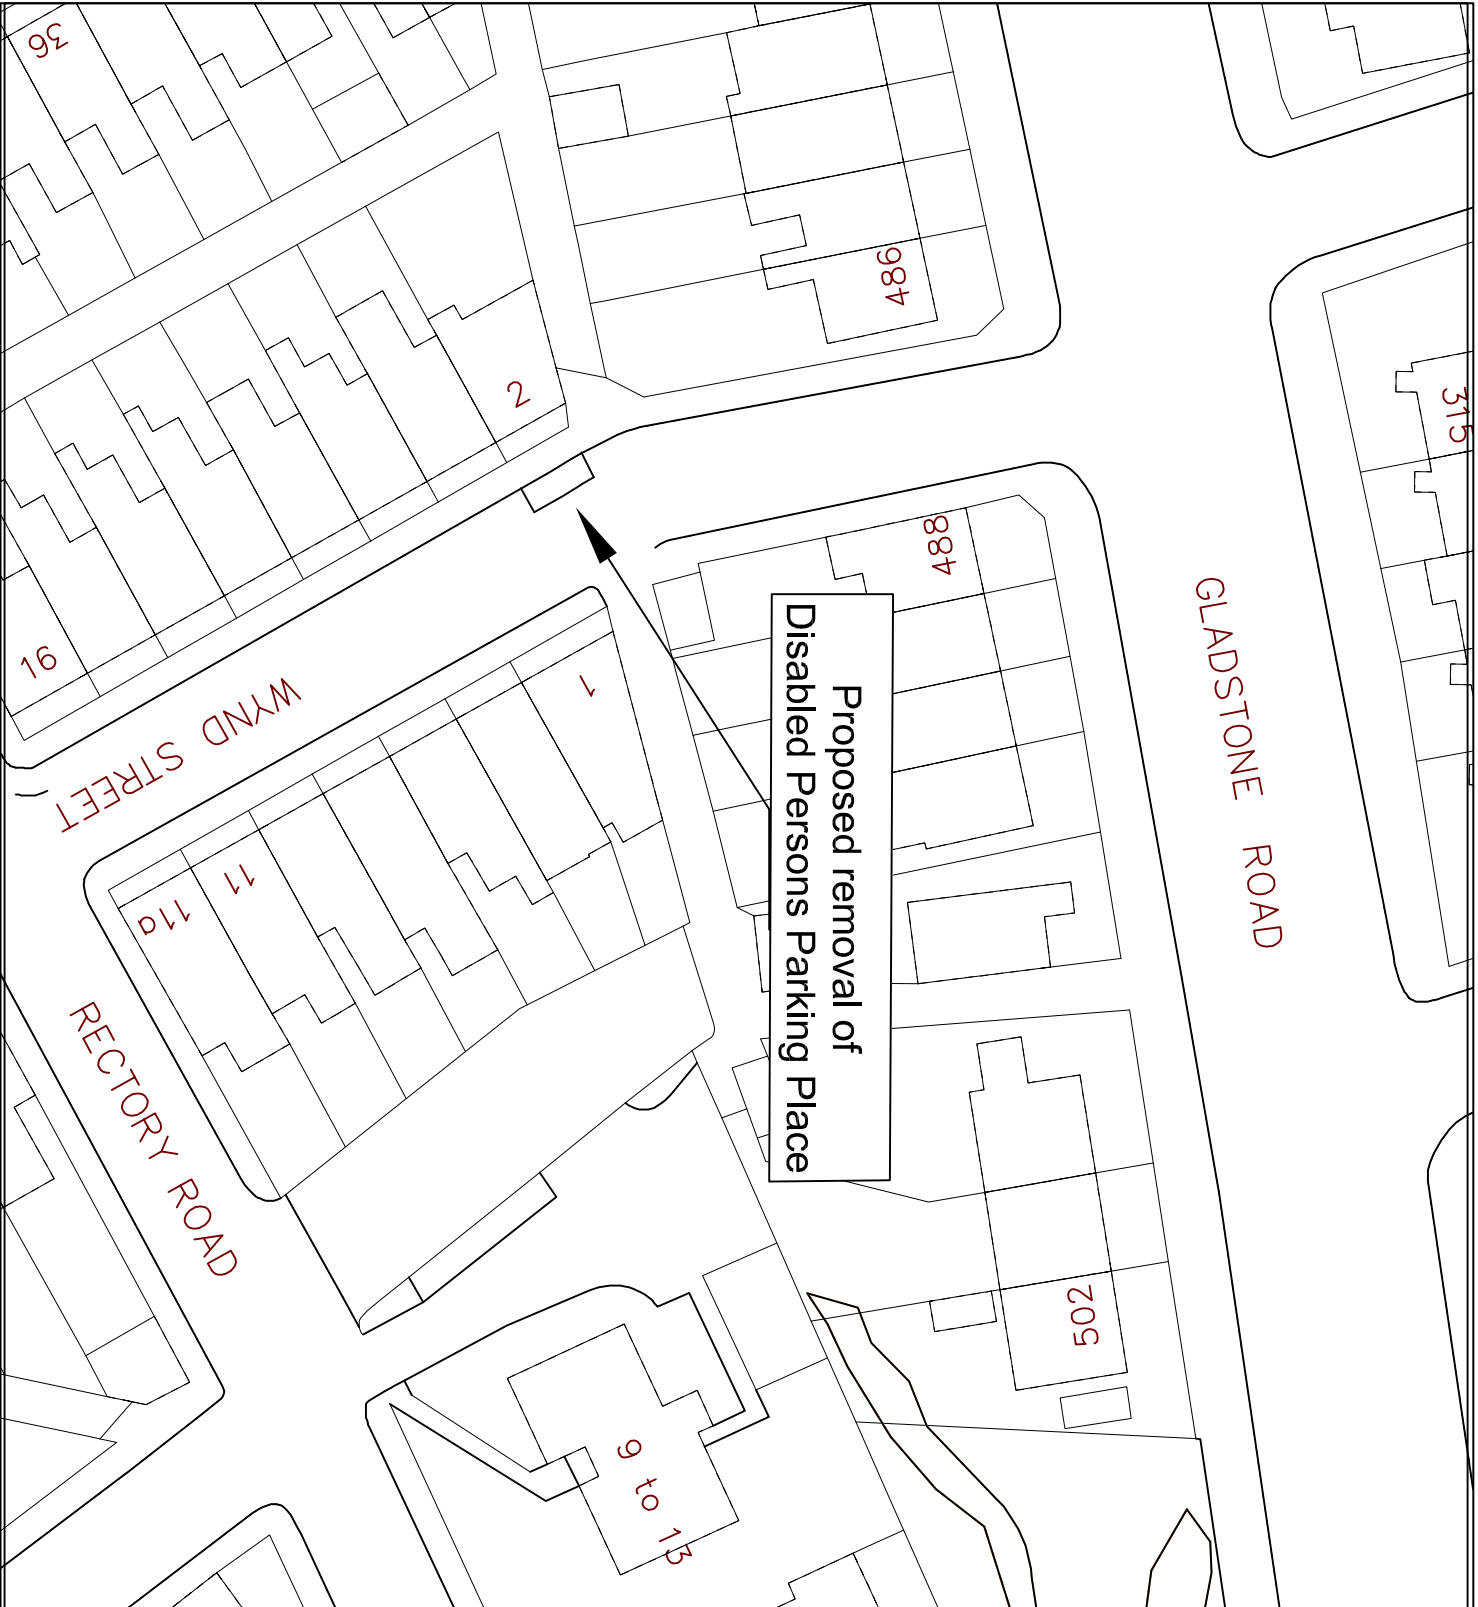 36
486
2
315
488
16
1
WYND STREET
GLADSTONE ROAD
Proposed removal of
Disabled Persons Parking Place
11
11a
RECTORY ROAD
502
9 to 13